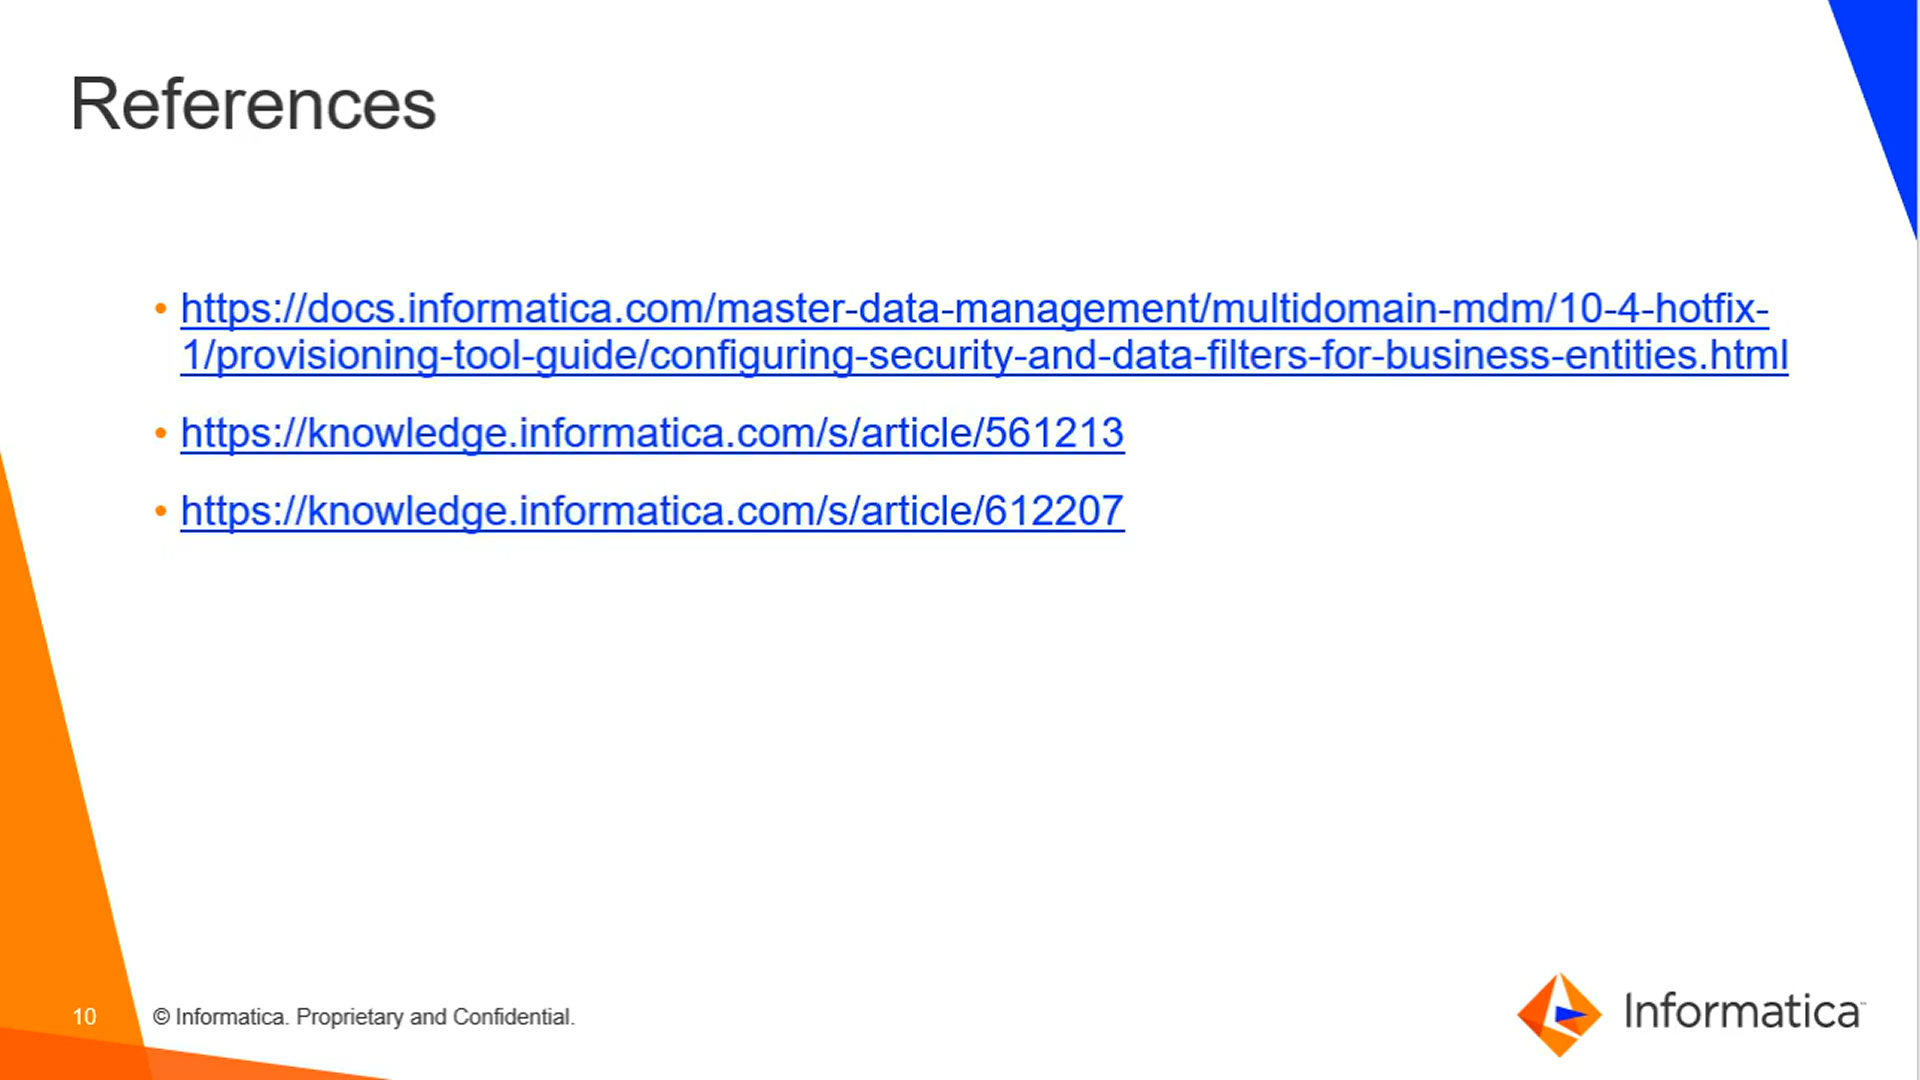 References
• https://docs.informatica.com/master-data-management/multidomain-mdm/10-4-hotfix-
1/provisioning-tool-guide/configuring-security-and-data-filters-for-business-entities.html
• https://knowledge.informatica.com/s/article/561213
• https://knowledge.informatica.com/s/article/612207
10 © Informatica. Proprietary and Confidential.
Informatica™